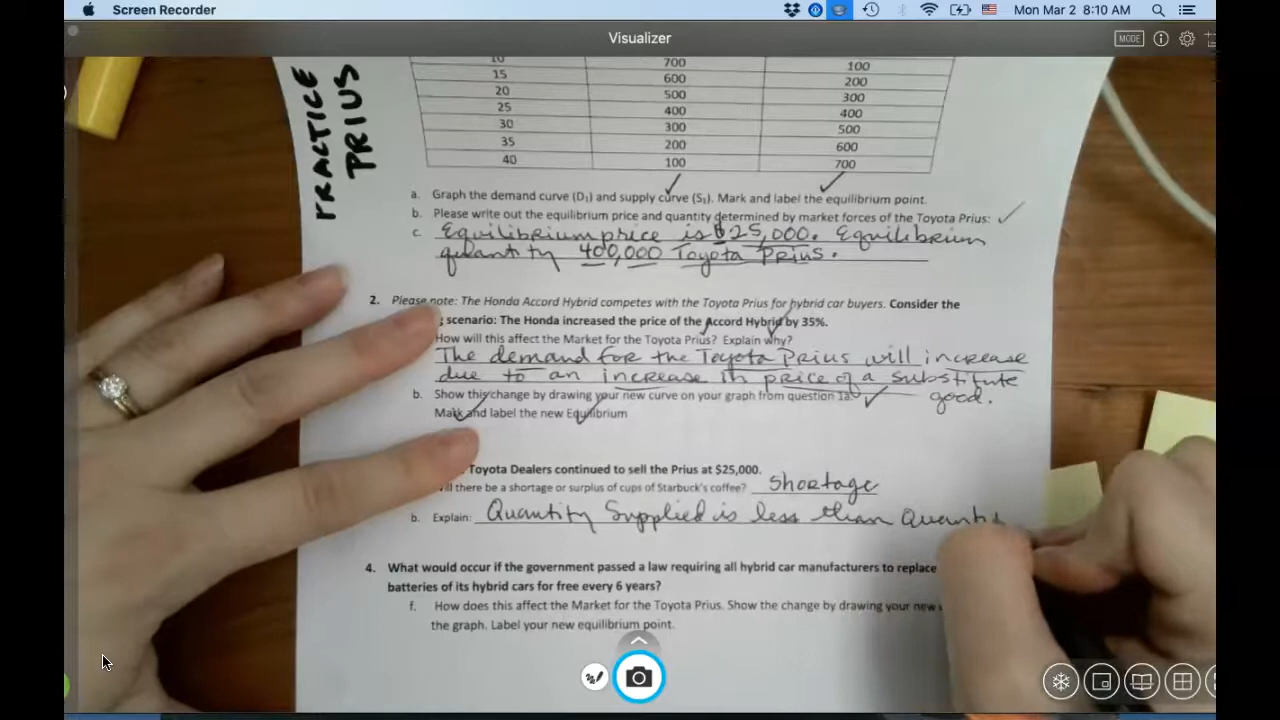 Screen Recorder
Mon Mar 2 8:10 AM
Visualizer
MODE
PRIUS
10 700 100
15 600 200
20 500 300
25 400 400
30 300 500
35 200 600
40 100 700
a. Graph the demand curve (D₁) and supply curve (S₁). Mark and label the equilibrium point.
b. Please write out the equilibrium price and quantity determined by market forces of the Toyota Prius:
c. Equilibrium price is $25,000. Equilibrium
quantity 400,000 Toyota Prius.
2. Please note: The Honda Accord Hybrid competes with the Toyota Prius for hybrid car buyers. Consider the
scenario: The Honda increased the price of the Accord Hybrid by 35%.
How will this affect the Market for the Toyota Prius? Explain why?
The demand for the Toyota Prius will increase
due to an increase in price of a substitute
good.
b. Show this change by drawing your new curve on your graph from question 1a.
Mark and label the new Equilibrium
Toyota Dealers continued to sell the Prius at $25,000.
there be a shortage or surplus of cups of Starbuck's coffee? Shortage
b. Explain: Quantity Supplied is less than Quantit
4. What would occur if the government passed a law requiring all hybrid car manufacturers to replace
batteries of its hybrid cars for free every 6 years?
f. How does this affect the Market for the Toyota Prius. Show the change by drawing your new
the graph. Label your new equilibrium point.